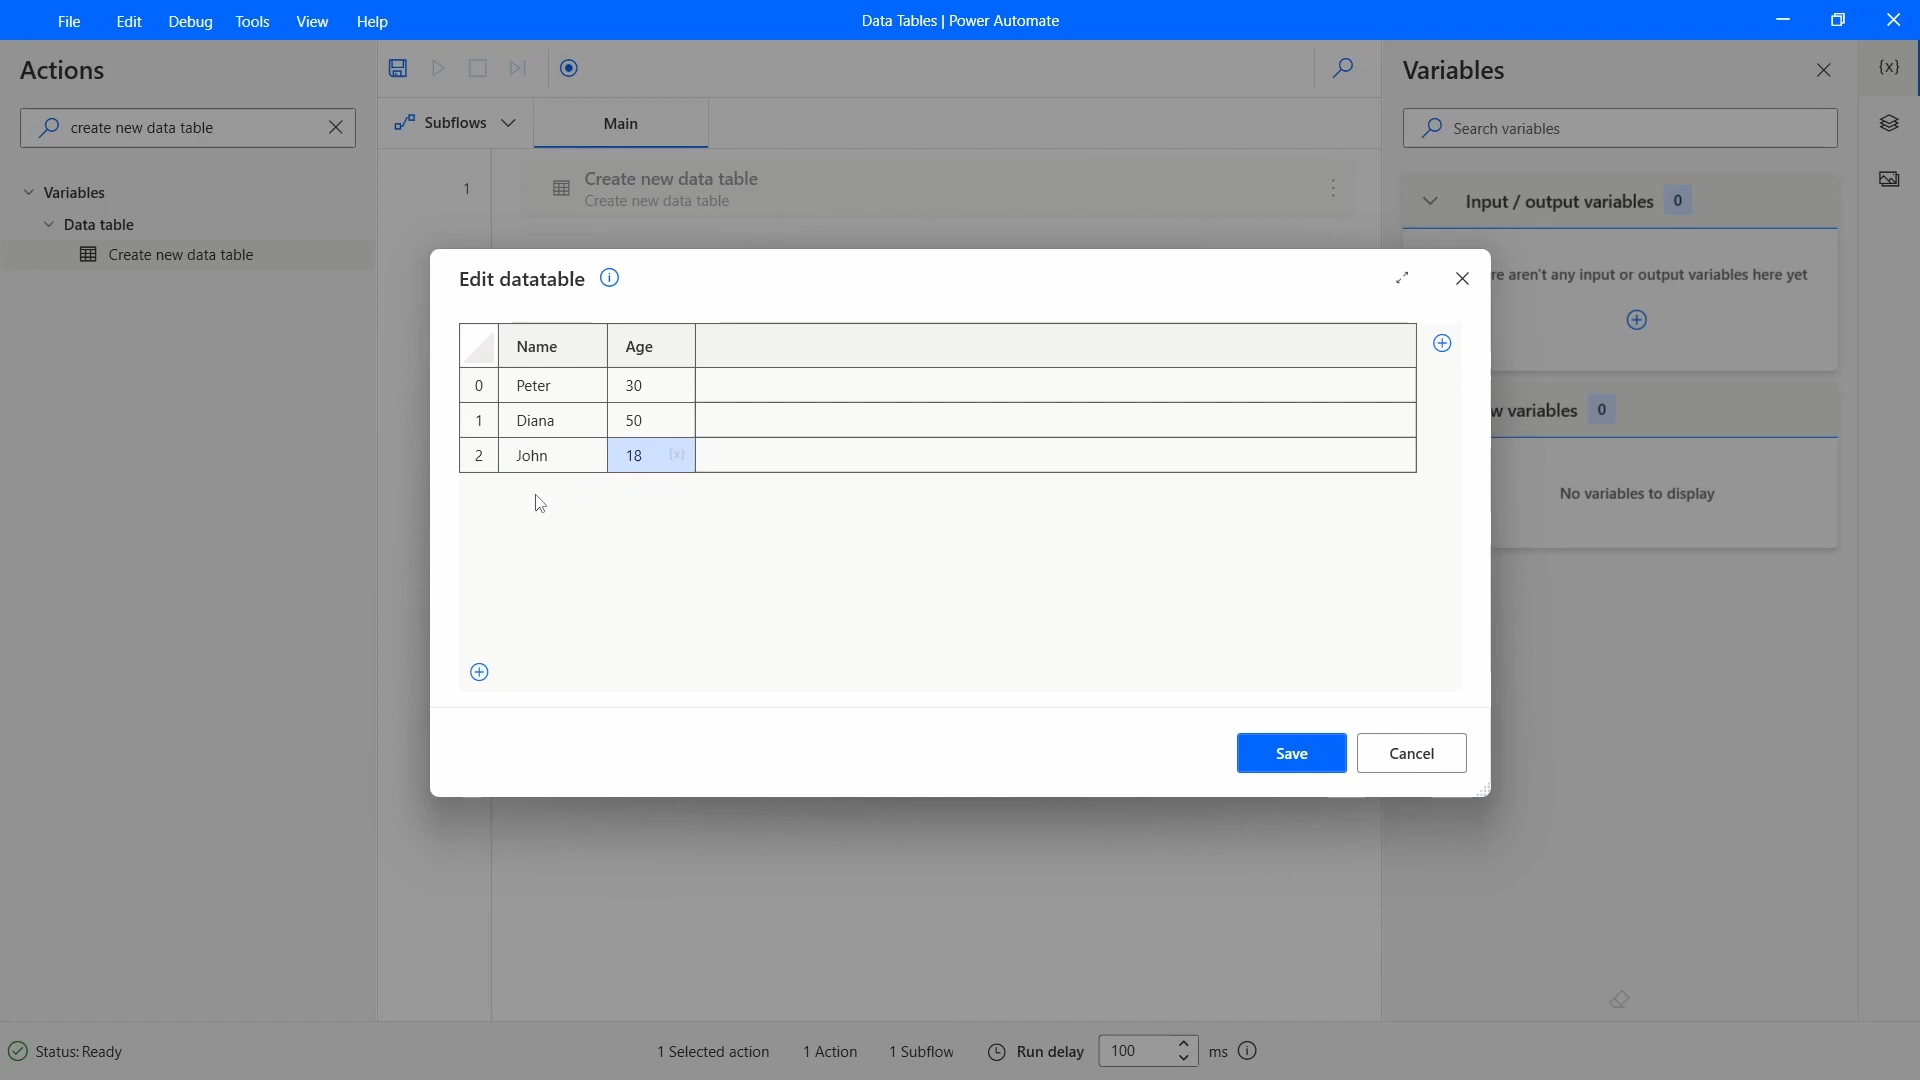 File Edit Debug Tools View Help
Data Tables | Power Automate
Actions
create new data table
Variables
Data table
Create new data table
Subflows
Main
1
Create new data table
Create new data table
Variables
{x}
Search variables
Input / output variables 0
re aren't any input or output variables here yet
w variables 0
No variables to display
Edit datatable
Name Age
0 Peter 30
1 Diana 50
2 John 18 {x}
Save Cancel
Status: Ready
1 Selected action
1 Action
1 Subflow
Run delay 100 ms